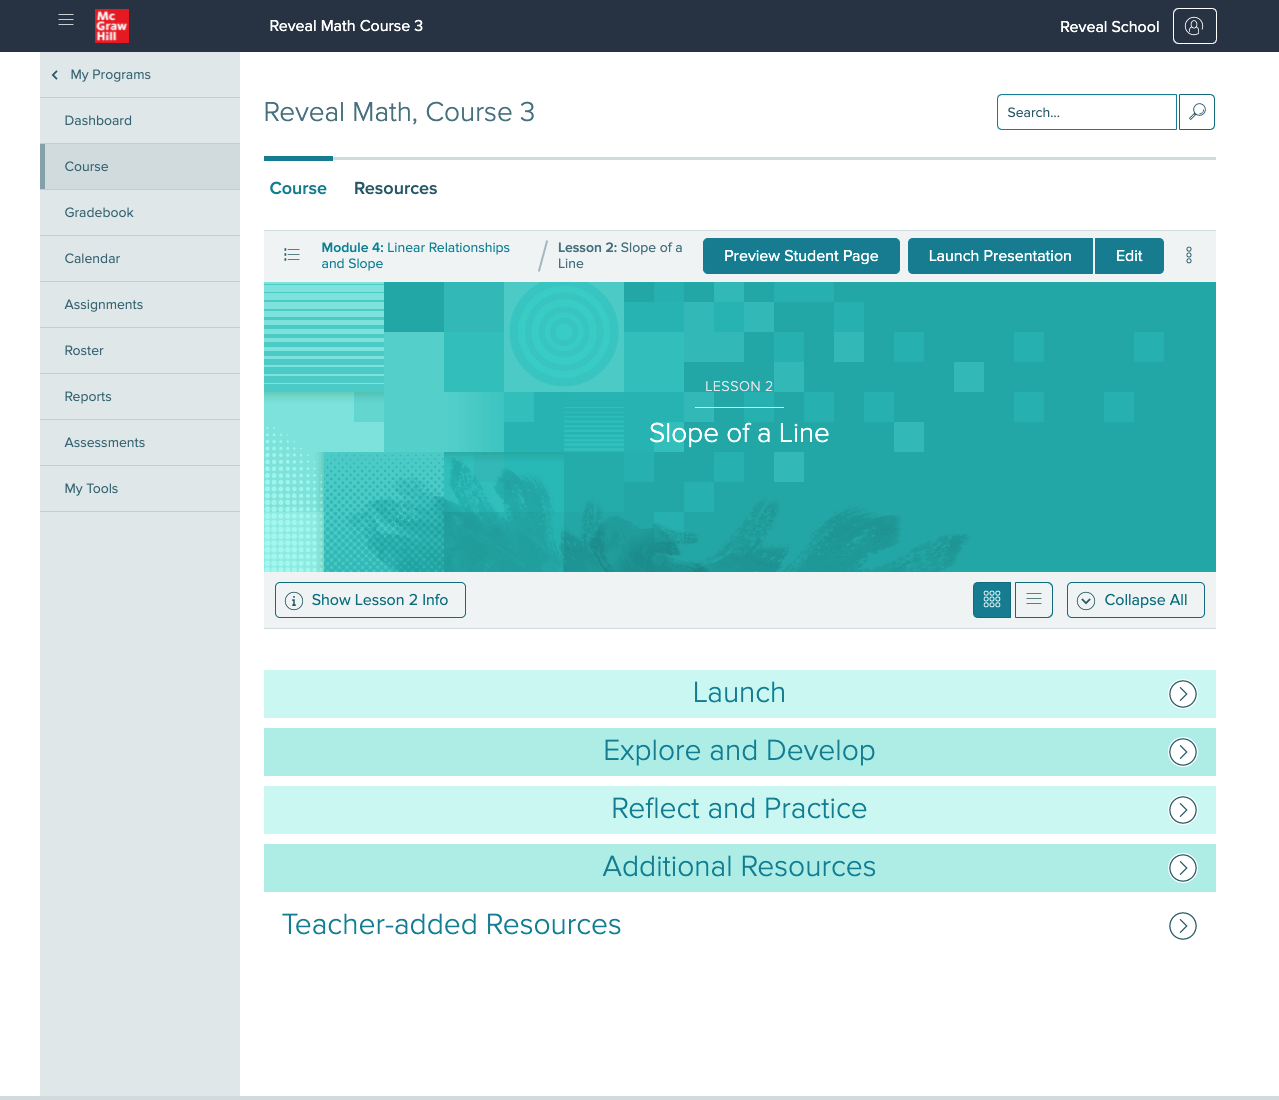 Mc
Graw
Hill
Reveal Math Course 3
Reveal School
My Programs
Dashboard
Course
Gradebook
Calendar
Assignments
Roster
Reports
Assessments
My Tools
Reveal Math, Course 3
Search...
Course
Resources
Module 4: Linear Relationships
and Slope
Lesson 2: Slope of a
Line
Preview Student Page
Launch Presentation
Edit
LESSON 2
Slope of a Line
Show Lesson 2 Info
Collapse All
Launch
Explore and Develop
Reflect and Practice
Additional Resources
Teacher-added Resources